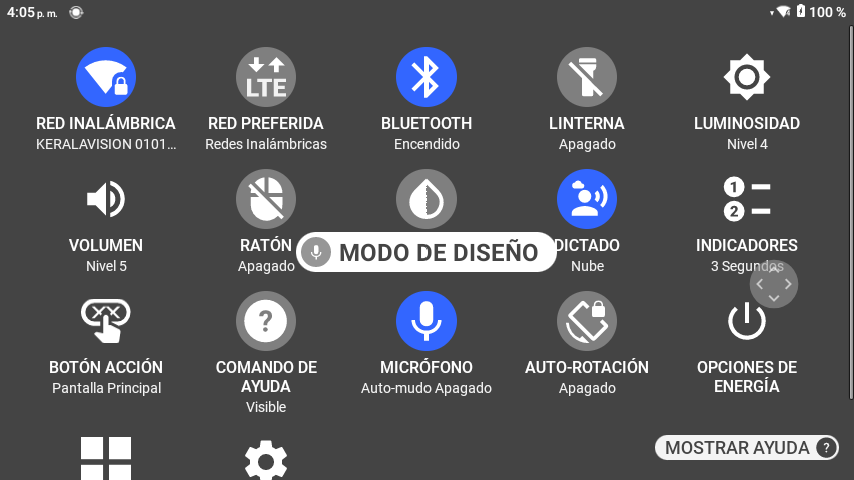 4:05 p. m.
100 %
LTE
RED INALÁMBRICA
RED PREFERIDA
BLUETOOTH
LINTERNA
LUMINOSIDAD
KERALAVISION 0101...
Redes Inalámbricas
Encendido
Apagado
Nivel 4
1
2
VOLUMEN
RATÓN
MODO DE DISEÑO
DICTADO
INDICADORES
Nivel 5
Apagado
Nube
3 Segundos
?
BOTÓN ACCIÓN
COMANDO DE
AYUDA
MICRÓFONO
AUTO-ROTACIÓN
OPCIONES DE
ENERGÍA
Pantalla Principal
Visible
Auto-mudo Apagado
Apagado
MOSTRAR AYUDA ?